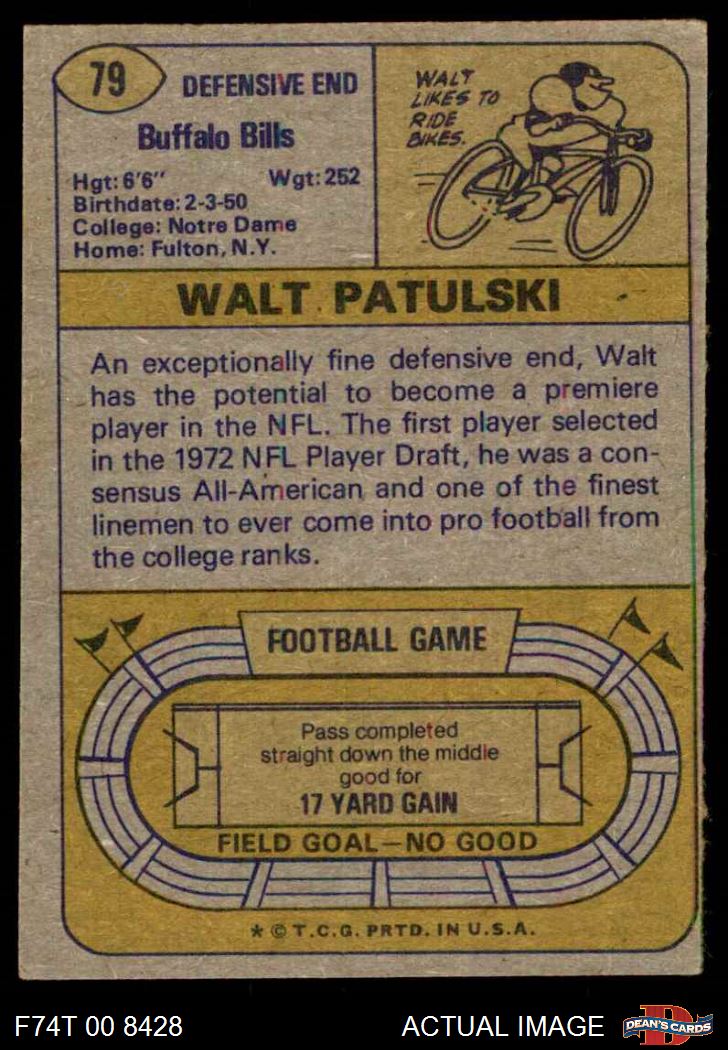 79
DEFENSIVE END
Buffalo Bills
Hgt: 6'6" Wgt: 252
Birthdate: 2-3-50
College: Notre Dame
Home: Fulton, N.Y.
WALT
LIKES TO
RIDE
BIKES.
WALT PATULSKI
An exceptionally fine defensive end, Walt
has the potential to become a premiere
player in the NFL. The first player selected
in the 1972 NFL Player Draft, he was a con-
sensus All-American and one of the finest
linemen to ever come into pro football from
the college ranks.
FOOTBALL GAME
Pass completed
straight down the middle
good for
17 YARD GAIN
FIELD GOAL—NO GOOD
* © T.C.G. PRTD. IN U.S.A.
F74T 00 8428 ACTUAL IMAGE
D
DEAN'S CARDS